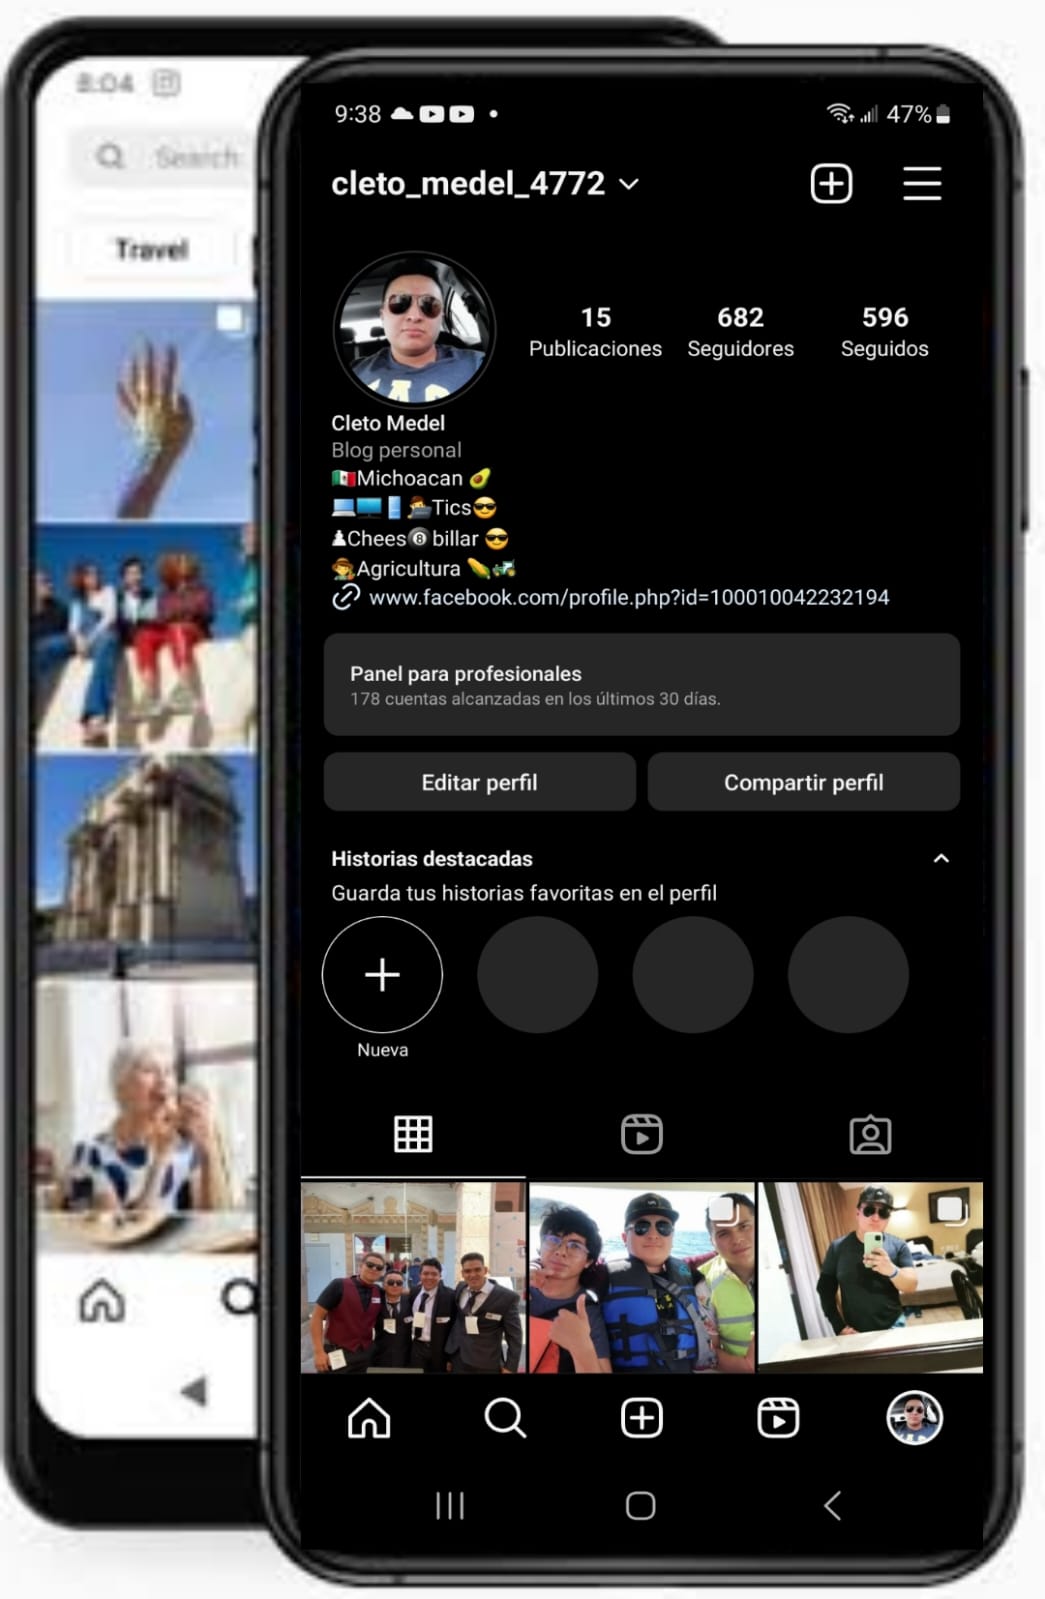 8:04
Search
Travel
9:38
47%
cleto_medel_4772
15
682
596
Publicaciones
Seguidores
Seguidos
Cleto Medel
Blog personal
🇲🇽Michoacan 🥑
💻🖥️📱👨‍💻Tics😎
♟️Chees🎱billar 😎
👨‍🌾Agricultura 🌽🚜
www.facebook.com/profile.php?id=100010042232194
Panel para profesionales
178 cuentas alcanzadas en los últimos 30 días.
Editar perfil
Compartir perfil
Historias destacadas
Guarda tus historias favoritas en el perfil
Nueva